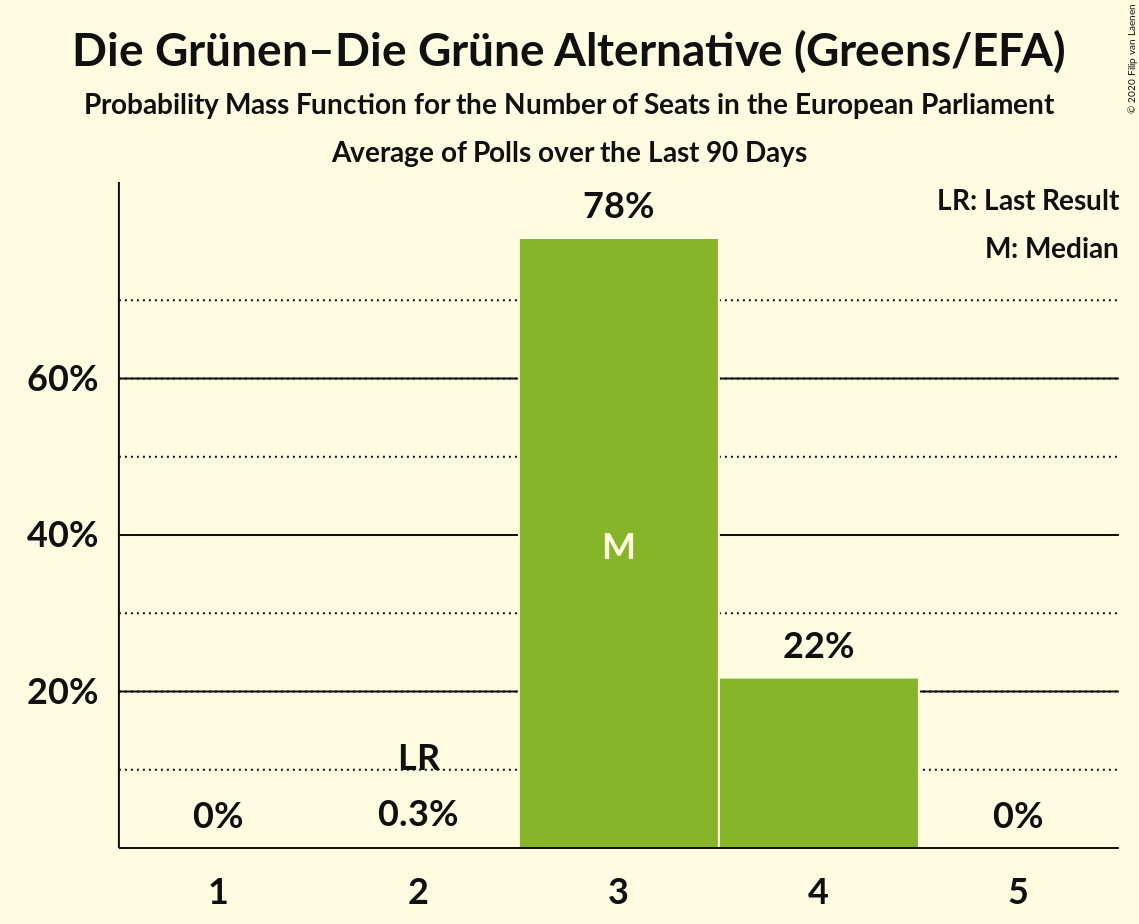 Die Grünen–Die Grüne Alternative (Greens/EFA)
Probability Mass Function for the Number of Seats in the European Parliament
Average of Polls over the Last 90 Days
© 2020 Filip van Laenen
LR: Last Result
M: Median
78%
60%
40%
20%
M
22%
LR
0%
0.3%
0%
1 2 3 4 5